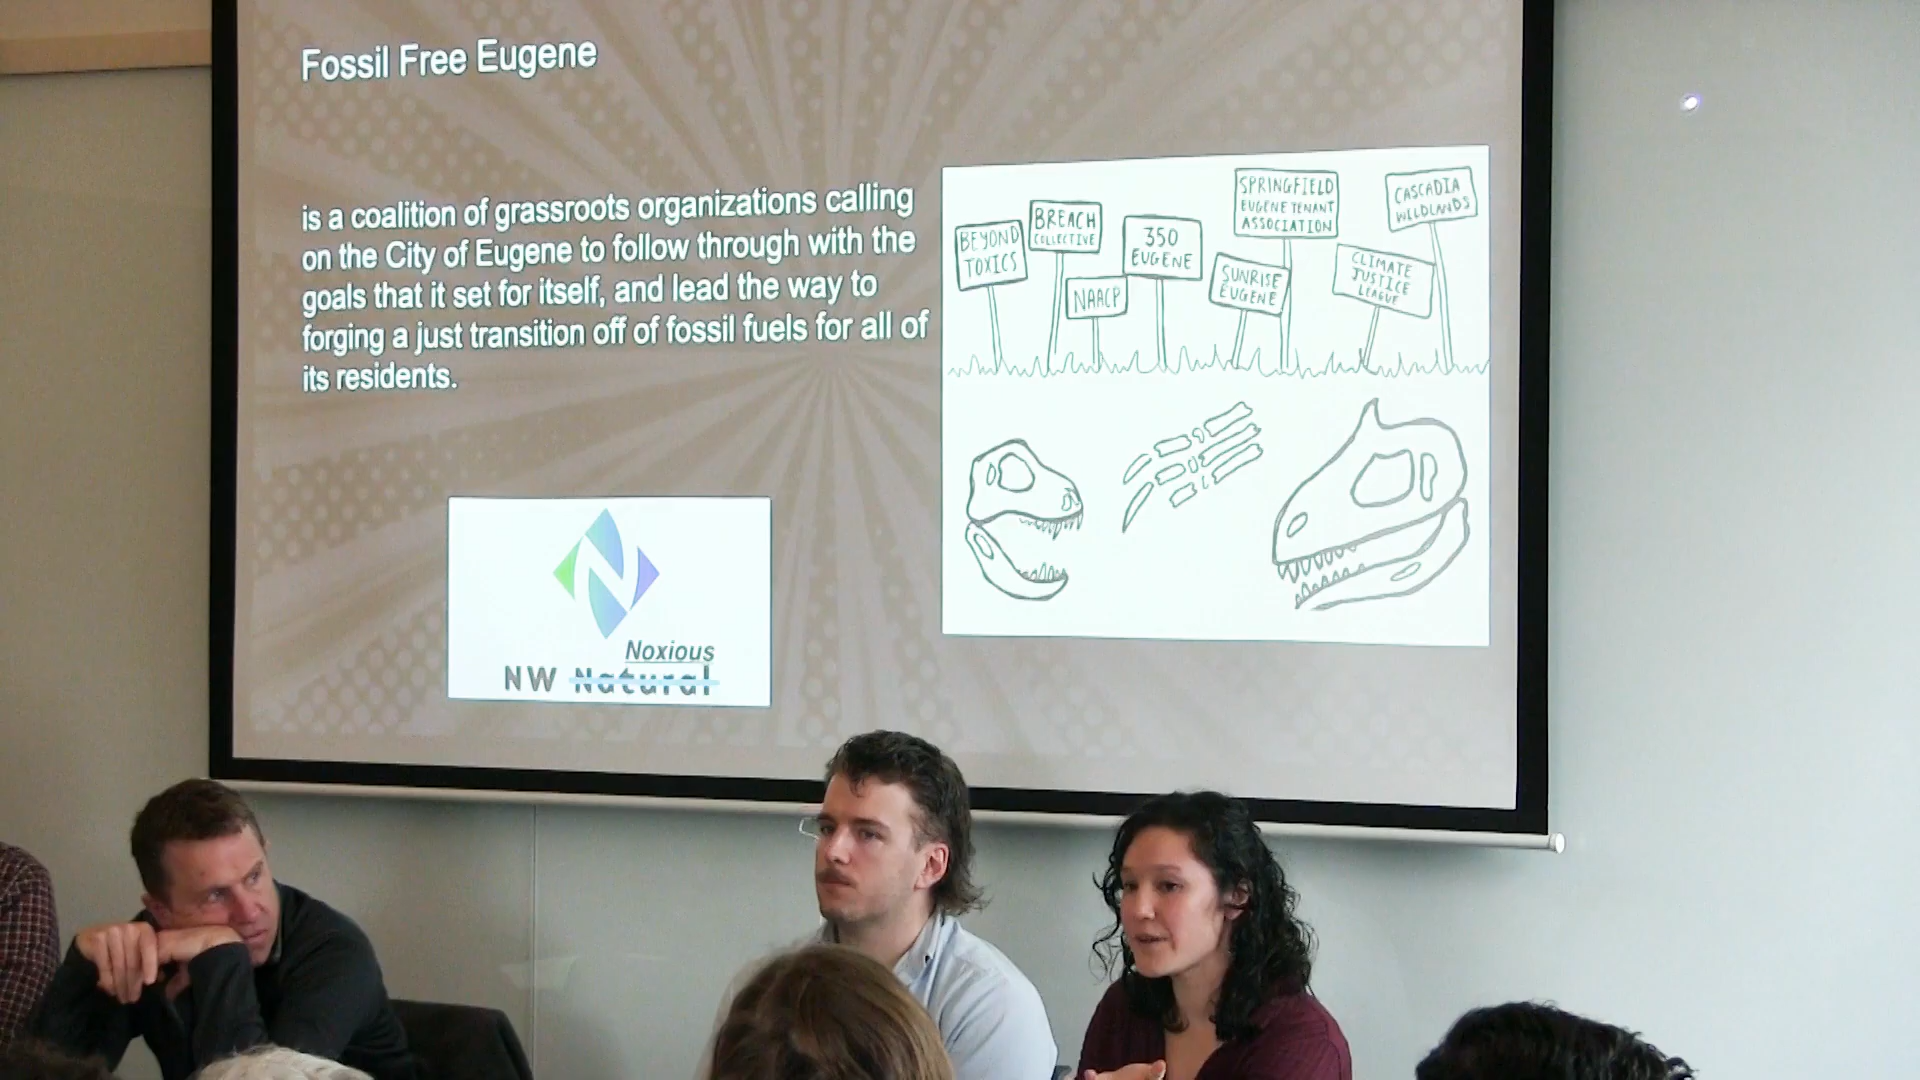 Fossil Free Eugene
is a coalition of grassroots organizations calling
on the City of Eugene to follow through with the
goals that it set for itself, and lead the way to
forging a just transition off of fossil fuels for all of
its residents.
BEYOND
TOXICS
BREACH
COLLECTIVE
NAACP
350
EUGENE
SPRINGFIELD
EUGENE TENANT
ASSOCIATION
SUNRISE
EUGENE
CLIMATE
JUSTICE
LEAGUE
CASCADIA
WILDLANDS
Noxious
NW Natural